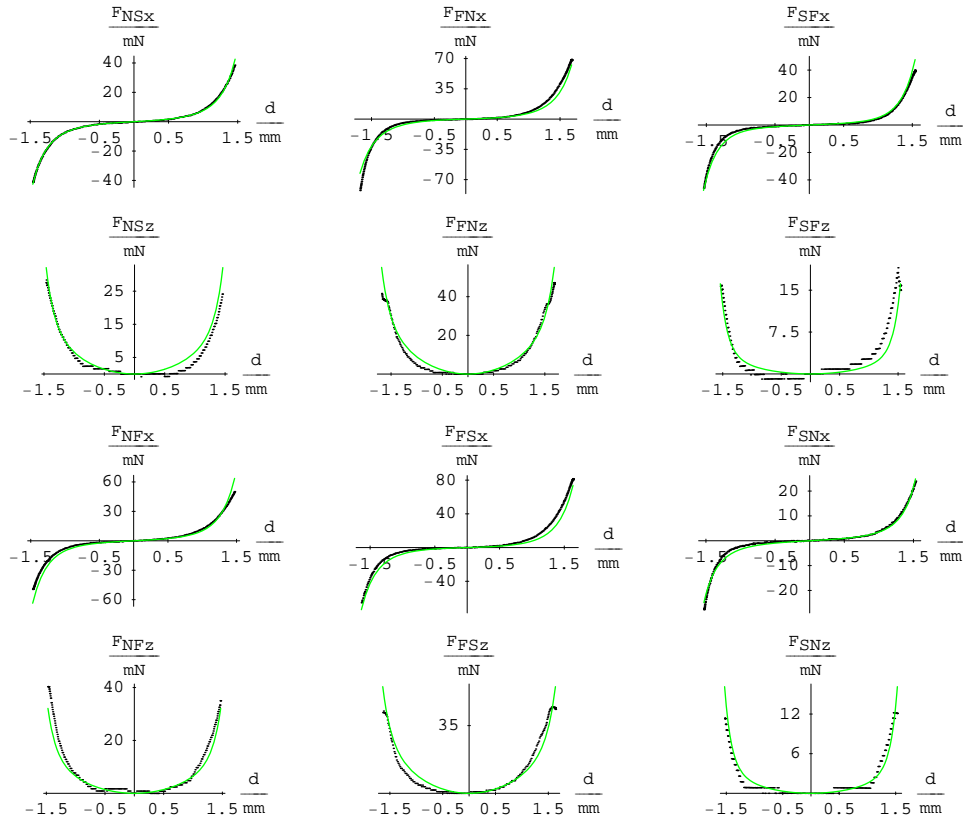 F_NSx F_FNx F_SFx
mN mN mN
40 70 40
20 35 20
d d d
-1.5 -0.5 0.5 1.5 mm -1.5 -0.5 0.5 1.5 mm -1.5 -0.5 0.5 1.5 mm
-20 -35 -20
-40 -70 -40
F_NSz F_FNz F_SFz
mN mN mN
25 40 15
15 20 7.5
5 d d d
-1.5 -0.5 0.5 1.5 mm -1.5 -0.5 0.5 1.5 mm -1.5 -0.5 0.5 1.5 mm
F_NFx F_FSx F_SNx
mN mN mN
60 80 20
30 40 10
d d d
-1.5 -0.5 0.5 1.5 mm -1.5 -0.5 0.5 1.5 mm -1.5 -0.5 0.5 1.5 mm
-30 -40 -20
-60
F_NFz F_FSz F_SNz
mN mN mN
40 35 12
20 6
d d d
-1.5 -0.5 0.5 1.5 mm -1.5 -0.5 0.5 1.5 mm -1.5 -0.5 0.5 1.5 mm